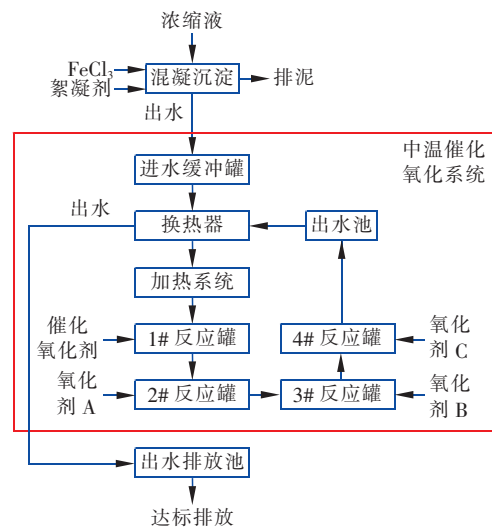 浓缩液
FeCl₃
絮凝剂
混凝沉淀
排泥
出水
中温催化
氧化系统
进水缓冲罐
出水
换热器
出水池
加热系统
催化
氧化剂
1# 反应罐
4# 反应罐
氧化
剂 C
氧化
剂 A
2# 反应罐
3# 反应罐
氧化
剂 B
出水排放池
达标排放